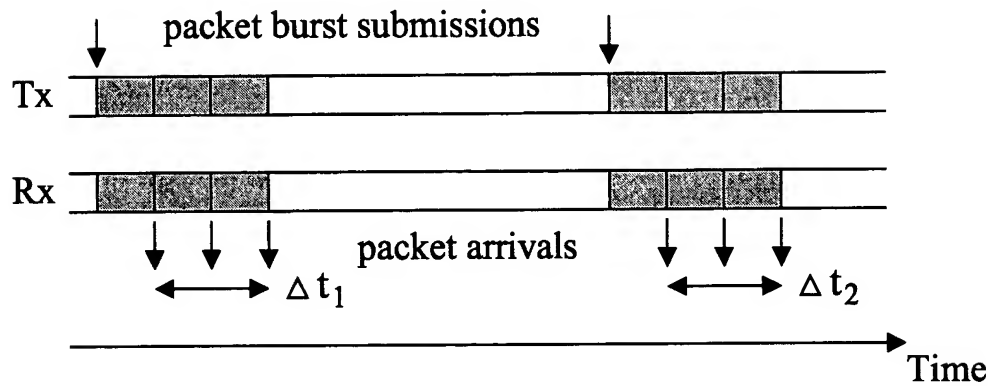 packet burst submissions
Tx
Rx
packet arrivals
Δ t₁
Δ t₂
Time